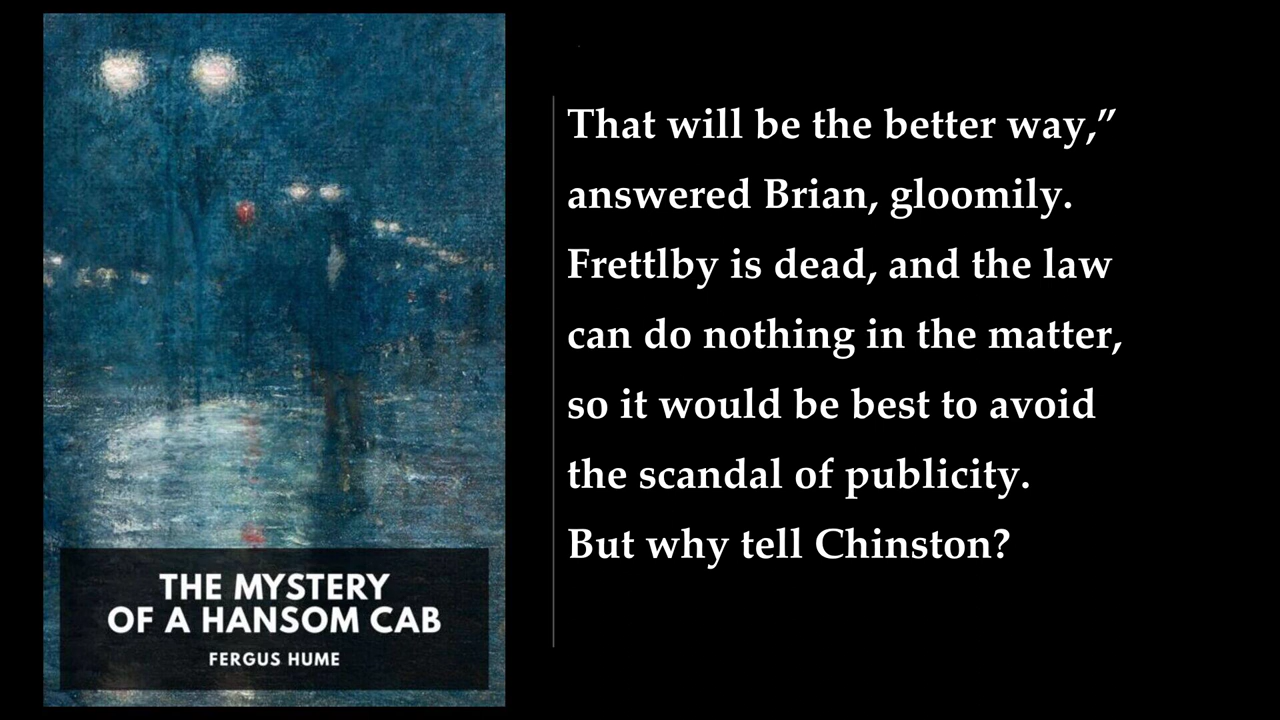 THE MYSTERY
OF A HANSOM CAB
FERGUS HUME
That will be the better way,”
answered Brian, gloomily.
Frettlby is dead, and the law
can do nothing in the matter,
so it would be best to avoid
the scandal of publicity.
But why tell Chinston?